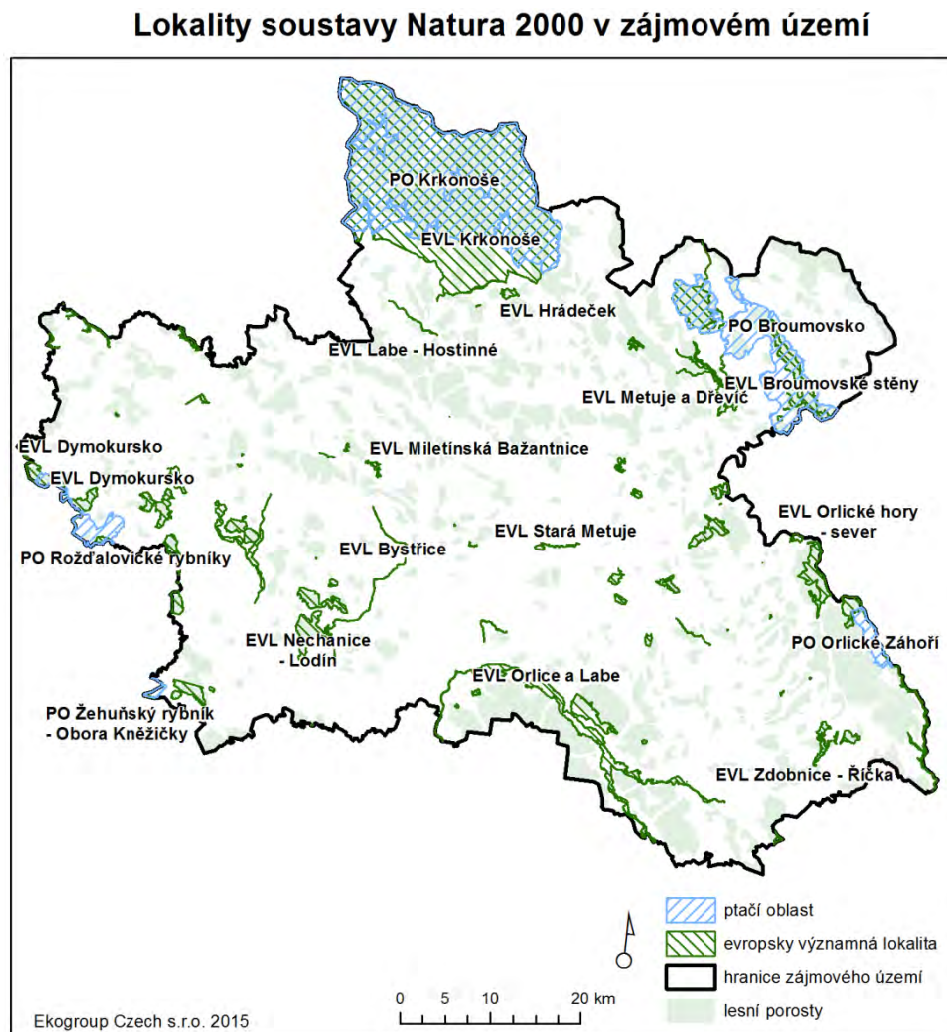 Lokality soustavy Natura 2000 v zájmovém území
PO Krkonoše
EVL Krkonoše
EVL Hrádeček
PO Broumovsko
EVL Labe - Hostinné
EVL Broumovské stěny
EVL Metuje a Dřevíč
EVL Dymokursko
EVL Miletínská Bažantnice
EVL Dymokursko
EVL Orlické hory
- sever
EVL Stará Metuje
EVL Bystřice
PO Rožďalovické rybníky
EVL Nechanice
- Lodín
PO Orlické Záhoří
EVL Orlice a Labe
PO Žehuňský rybník
- Obora Kněžičky
EVL Zdobnice - Říčka
ptačí oblast
evropsky významná lokalita
hranice zájmového území
lesní porosty
0 5 10 20 km
Ekogroup Czech s.r.o. 2015